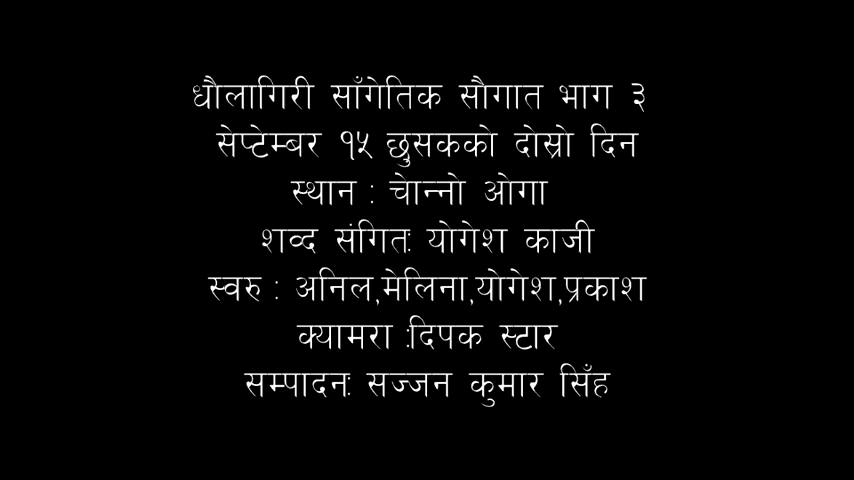 धौलागिरी साँगेतिक सौगात भाग ३
सेप्टेम्बर १५ छुसकको दोस्रो दिन
स्थान : चोान्नो ओगा
शव्द संगितः योगेश काजी
स्वरु : अनिल,मेलिना,योगेश,प्रकाश
क्यामरा :दिपक स्टार
सम्पादनः सज्जन कुमार सिँह